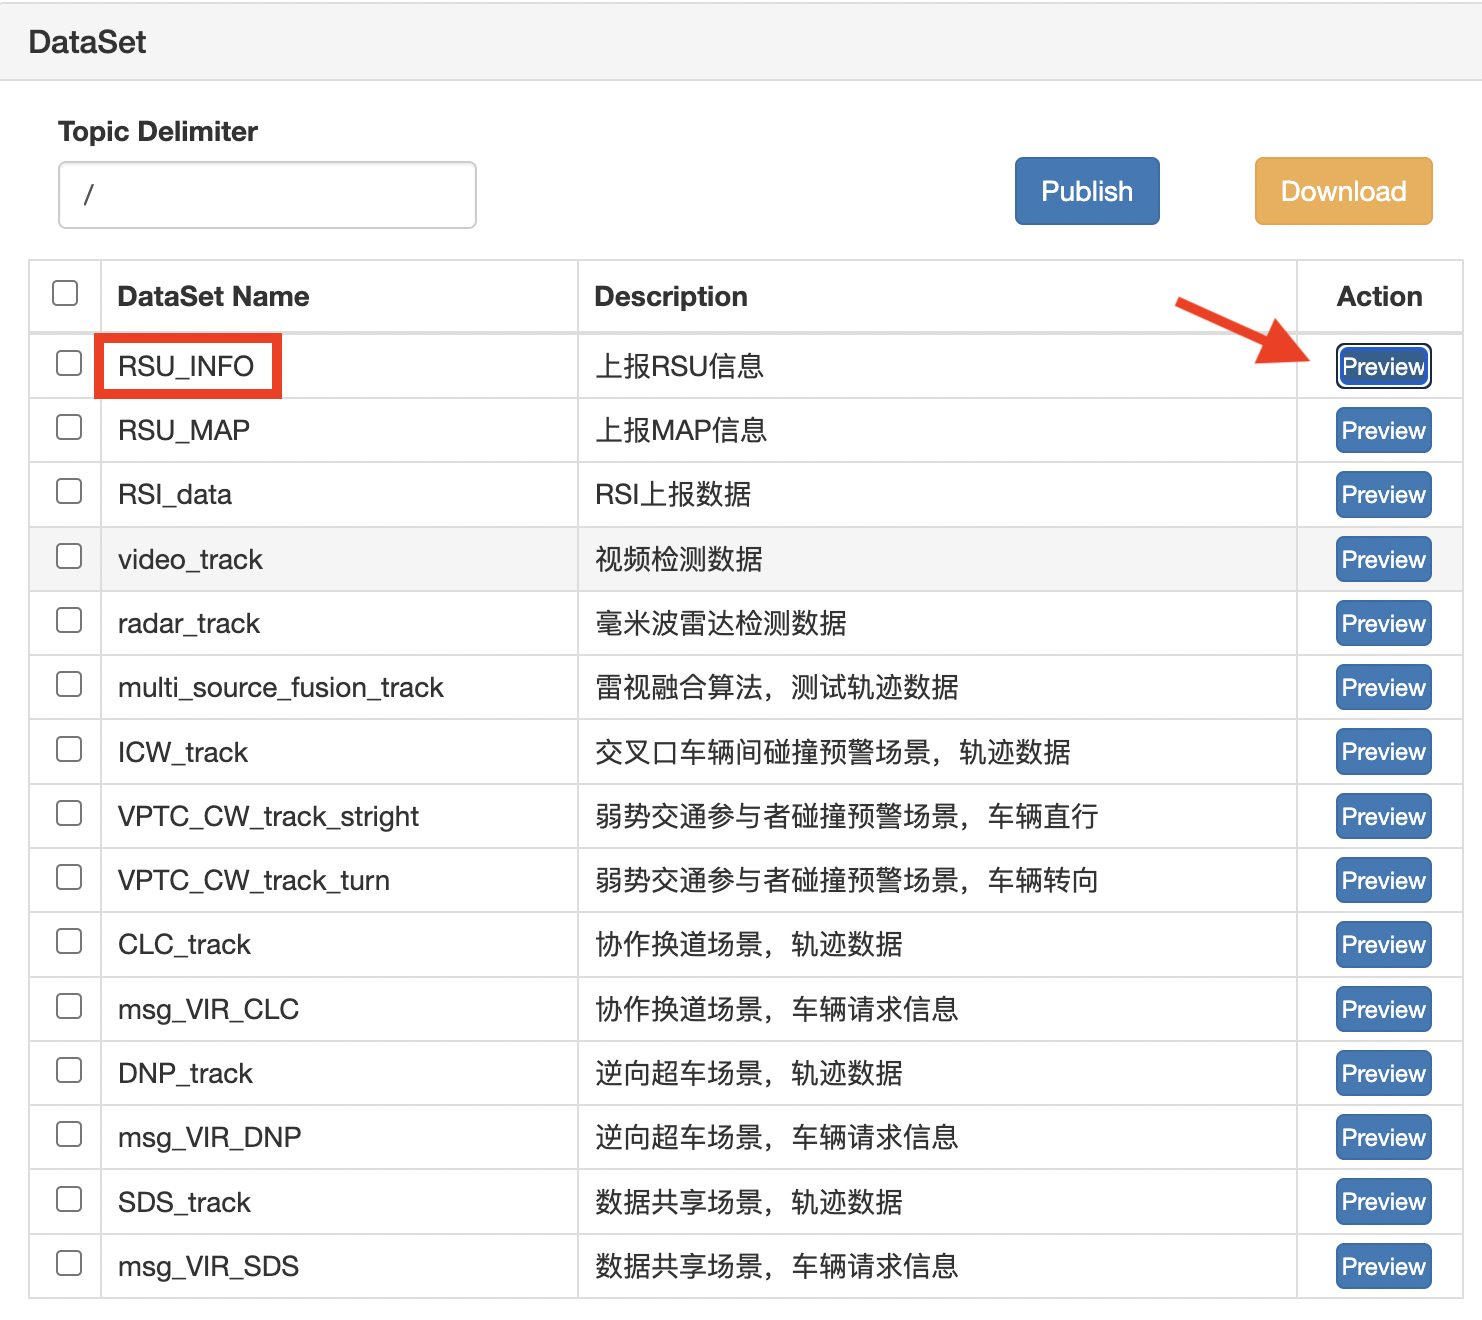 DataSet
Topic Delimiter
/
Publish
Download
DataSet Name Description Action
RSU_INFO 上报RSU信息 Preview
RSU_MAP 上报MAP信息 Preview
RSI_data RSI上报数据 Preview
video_track 视频检测数据 Preview
radar_track 毫米波雷达检测数据 Preview
multi_source_fusion_track 雷视融合算法，测试轨迹数据 Preview
ICW_track 交叉口车辆间碰撞预警场景，轨迹数据 Preview
VPTC_CW_track_stright 弱势交通参与者碰撞预警场景，车辆直行 Preview
VPTC_CW_track_turn 弱势交通参与者碰撞预警场景，车辆转向 Preview
CLC_track 协作换道场景，轨迹数据 Preview
msg_VIR_CLC 协作换道场景，车辆请求信息 Preview
DNP_track 逆向超车场景，轨迹数据 Preview
msg_VIR_DNP 逆向超车场景，车辆请求信息 Preview
SDS_track 数据共享场景，轨迹数据 Preview
msg_VIR_SDS 数据共享场景，车辆请求信息 Preview